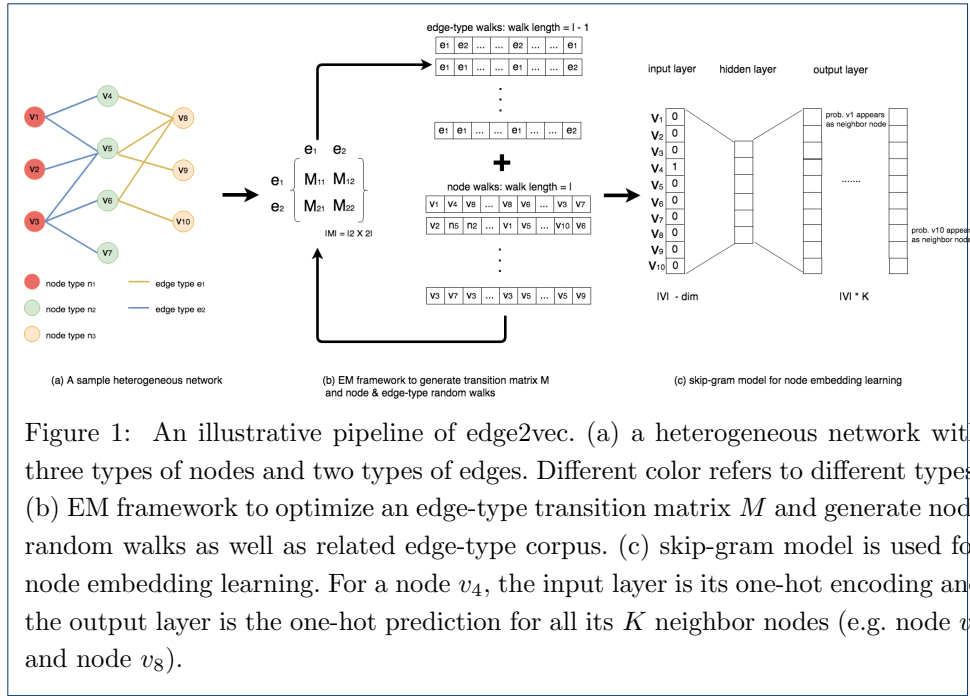 edge-type walks: walk length = l - 1
e1 e2 ... ... e2 ... ... e1
e1 e1 ... ... e1 ... ... e2
e1 e1 ... ... e1 ... ... e2
+
node walks: walk length = l
V1 V4 V8 ... V8 V6 ... V3 V7
V2 n5 n2 ... V1 V5 ... V10 V6
V3 V7 V3 ... V3 V5 ... V5 V9
v1
v2
v3
v4
v5
v6
v7
v8
v9
v10
node type n1
node type n2
node type n3
edge type e1
edge type e2
(a) A sample heterogeneous network
e1 e2
e1 M11 M12
e2 M21 M22
|M| = |2 X 2|
(b) EM framework to generate transition matrix M
and node & edge-type random walks
input layer hidden layer output layer
V1 0
V2 0
V3 0
V4 1
V5 0
V6 0
V7 0
V8 0
V9 0
V10 0
prob. v1 appears
as neighbor node
.......
prob. v10 appears
as neighbor node
|V| - dim
|V| * K
(c) skip-gram model for node embedding learning
Figure 1: An illustrative pipeline of edge2vec. (a) a heterogeneous network with
three types of nodes and two types of edges. Different color refers to different types
(b) EM framework to optimize an edge-type transition matrix M and generate nod
random walks as well as related edge-type corpus. (c) skip-gram model is used fo
node embedding learning. For a node v4, the input layer is its one-hot encoding an
the output layer is the one-hot prediction for all its K neighbor nodes (e.g. node v
and node v8).